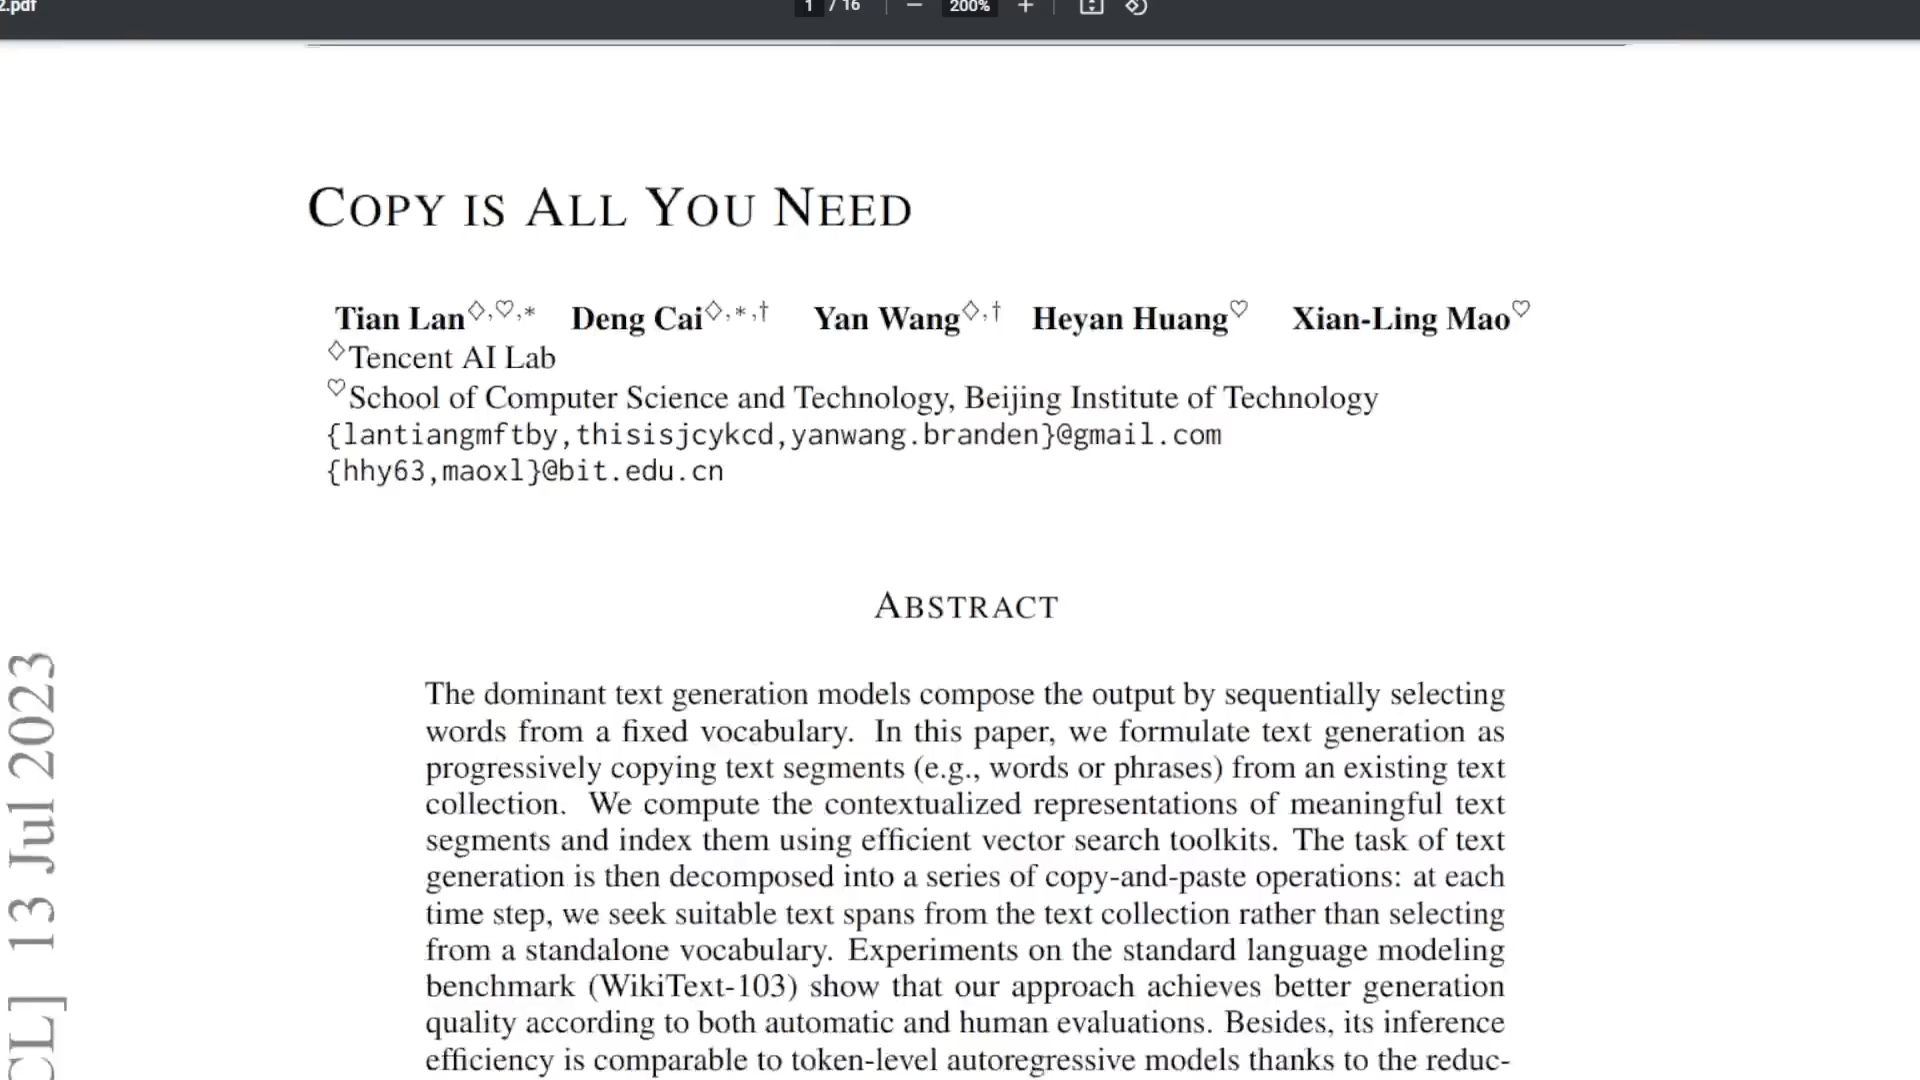 2.pdf
1 / 16
200%
COPY IS ALL YOU NEED
Tian Lan♢,♡,* Deng Cai♢,*,† Yan Wang♢,† Heyan Huang♡ Xian-Ling Mao♡
♢Tencent AI Lab
♡School of Computer Science and Technology, Beijing Institute of Technology
{lantiangmftby,thisisjcykcd,yanwang.branden}@gmail.com
{hhy63,maoxl}@bit.edu.cn
ABSTRACT
The dominant text generation models compose the output by sequentially selecting
words from a fixed vocabulary. In this paper, we formulate text generation as
progressively copying text segments (e.g., words or phrases) from an existing text
collection. We compute the contextualized representations of meaningful text
segments and index them using efficient vector search toolkits. The task of text
generation is then decomposed into a series of copy-and-paste operations: at each
time step, we seek suitable text spans from the text collection rather than selecting
from a standalone vocabulary. Experiments on the standard language modeling
benchmark (WikiText-103) show that our approach achieves better generation
quality according to both automatic and human evaluations. Besides, its inference
efficiency is comparable to token-level autoregressive models thanks to the reduc-
CL] 13 Jul 2023